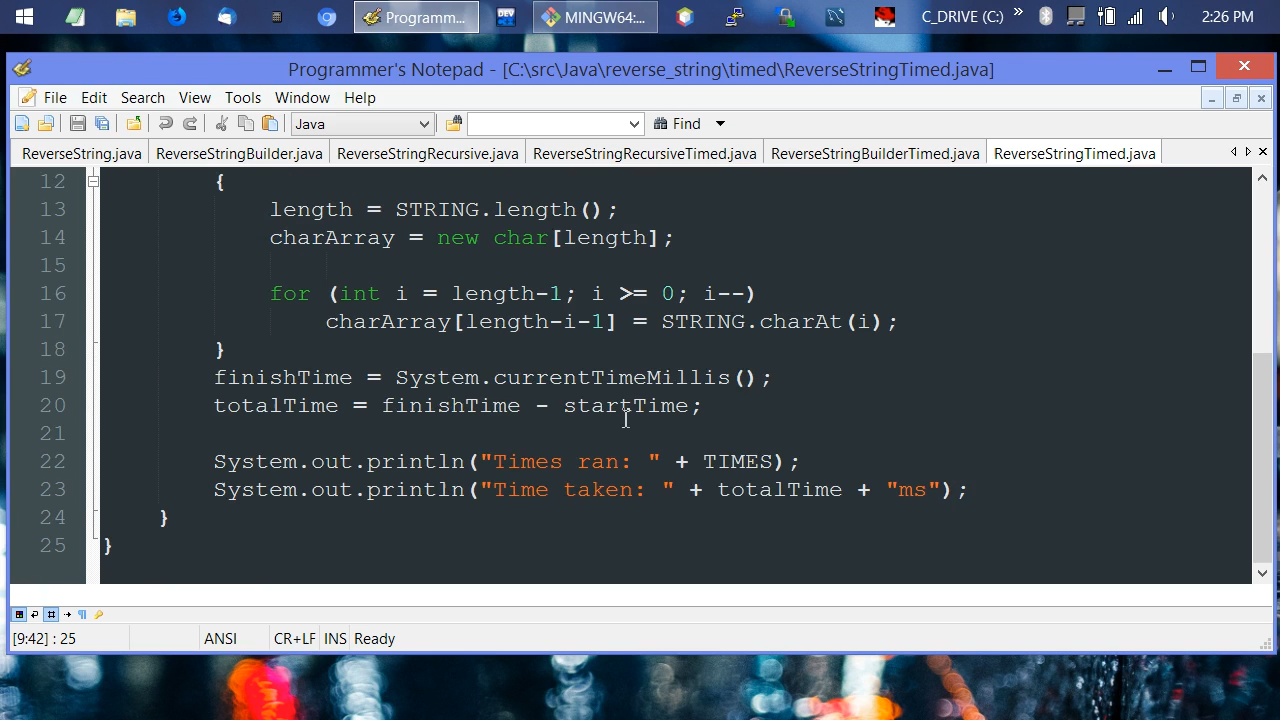 Programm...
DEV
MINGW64:...
C_DRIVE (C:)
»
2:26 PM
Programmer's Notepad - [C:\src\Java\reverse_string\timed\ReverseStringTimed.java]
File Edit Search View Tools Window Help
Java
Find
ReverseString.java ReverseStringBuilder.java ReverseStringRecursive.java ReverseStringRecursiveTimed.java ReverseStringBuilderTimed.java ReverseStringTimed.java
12 {
13 length = STRING.length();
14 charArray = new char[length];
15
16 for (int i = length-1; i >= 0; i--)
17 charArray[length-i-1] = STRING.charAt(i);
18 }
19 finishTime = System.currentTimeMillis();
20 totalTime = finishTime - startTime;
21
22 System.out.println("Times ran: " + TIMES);
23 System.out.println("Time taken: " + totalTime + "ms");
24 }
25 }
[9:42] : 25 ANSI CR+LF INS Ready